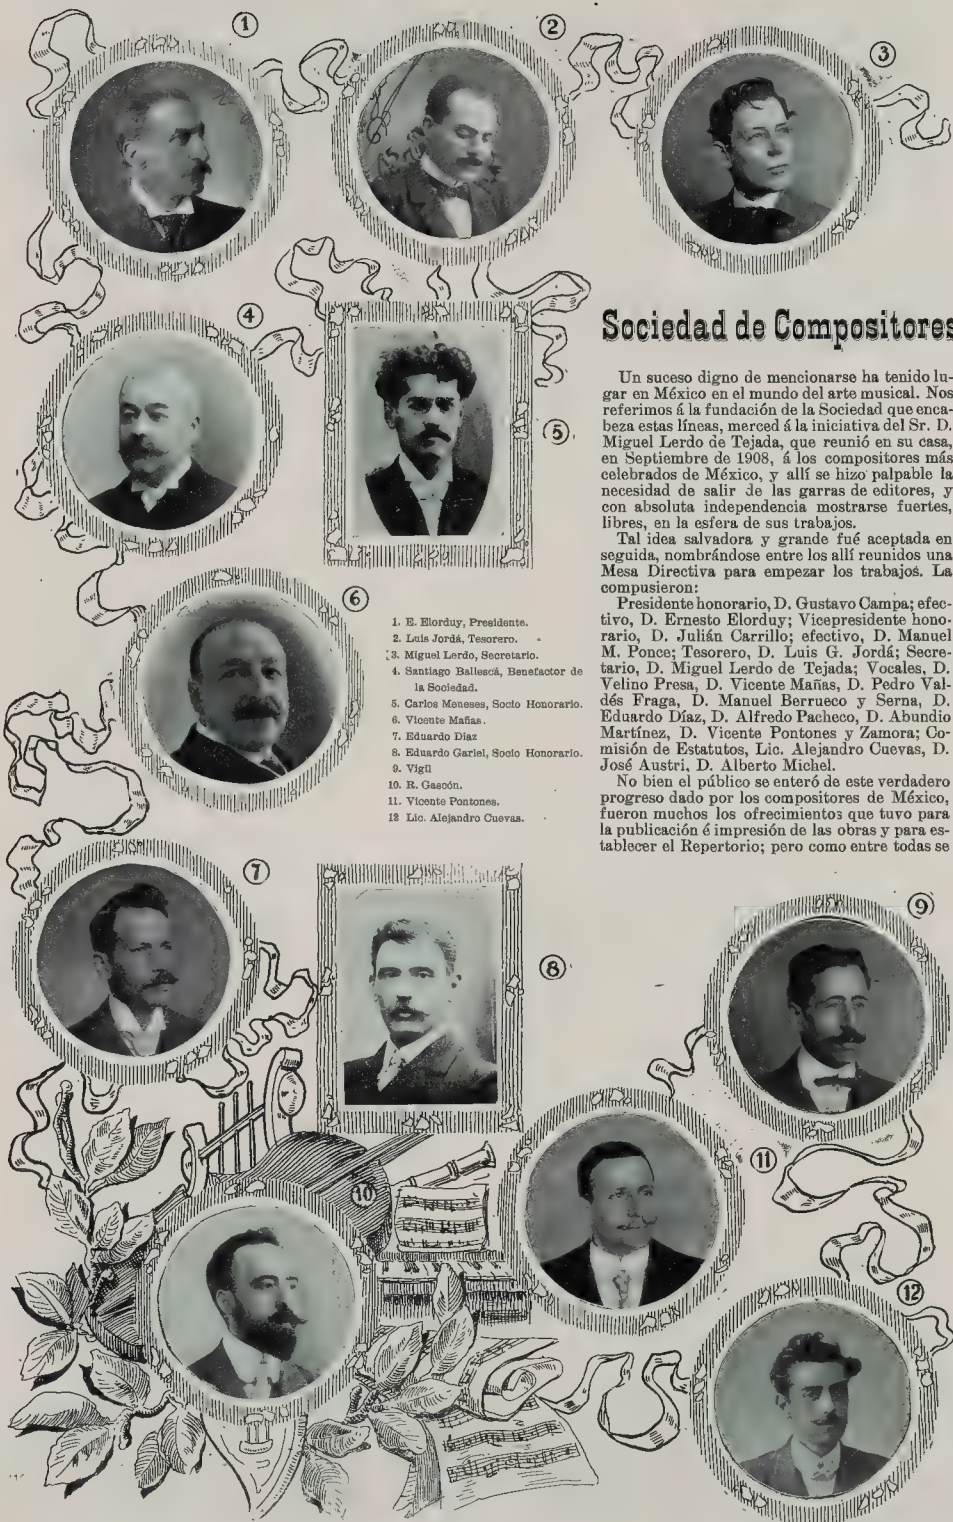 1
2
3
4
5
Sociedad de Compositores
Un suceso digno de mencionarse ha tenido lu-
gar en México en el mundo del arte musical. Nos
referimos á la fundación de la Sociedad que enca-
beza estas líneas, merced á la iniciativa del Sr. D.
Miguel Lerdo de Tejada, que reunió en su casa,
en Septiembre de 1908, á los compositores más
celebrados de México, y allí se hizo palpable la
necesidad de salir de las garras de editores, y
con absoluta independencia mostrarse fuertes,
libres, en la esfera de sus trabajos.
Tal idea salvadora y grande fué aceptada en
seguida, nombrándose entre los allí reunidos una
Mesa Directiva para empezar los trabajos. La
compusieron:
Presidente honorario, D. Gustavo Campa; efec-
tivo, D. Ernesto Elorduy; Vicepresidente hono-
rario, D. Julián Carrillo; efectivo, D. Manuel
M. Ponce; Tesorero, D. Luis G. Jordá; Secre-
tario, D. Miguel Lerdo de Tejada; Vocales, D.
Velino Presa, D. Vicente Mañas, D. Pedro Val-
dés Fraga, D. Manuel Berrueco y Serna, D.
Eduardo Díaz, D. Alfredo Pacheco, D. Abundio
Martínez, D. Vicente Pontones y Zamora; Co-
misión de Estatutos, Lic. Alejandro Cuevas, D.
José Austri, D. Alberto Michel.
No bien el público se enteró de este verdadero
progreso dado por los compositores de México,
fueron muchos los ofrecimientos que tuvo para
la publicación é impresión de las obras y para es-
tablecer el Repertorio; pero como entre todas se
6
1. E. Elorduy, Presidente.
2. Luis Jordá, Tesorero.
3. Miguel Lerdo, Secretario.
4. Santiago Ballescá, Benefactor de
la Sociedad.
5. Carlos Meneses, Socio Honorario.
6. Vicente Mañas.
7. Eduardo Diaz
8. Eduardo Gariel, Socio Honorario.
9. Vigil
10. R. Gascón.
11. Vicente Pontones.
12 Lic. Alejandro Cuevas.
7
8
9
10
11
12